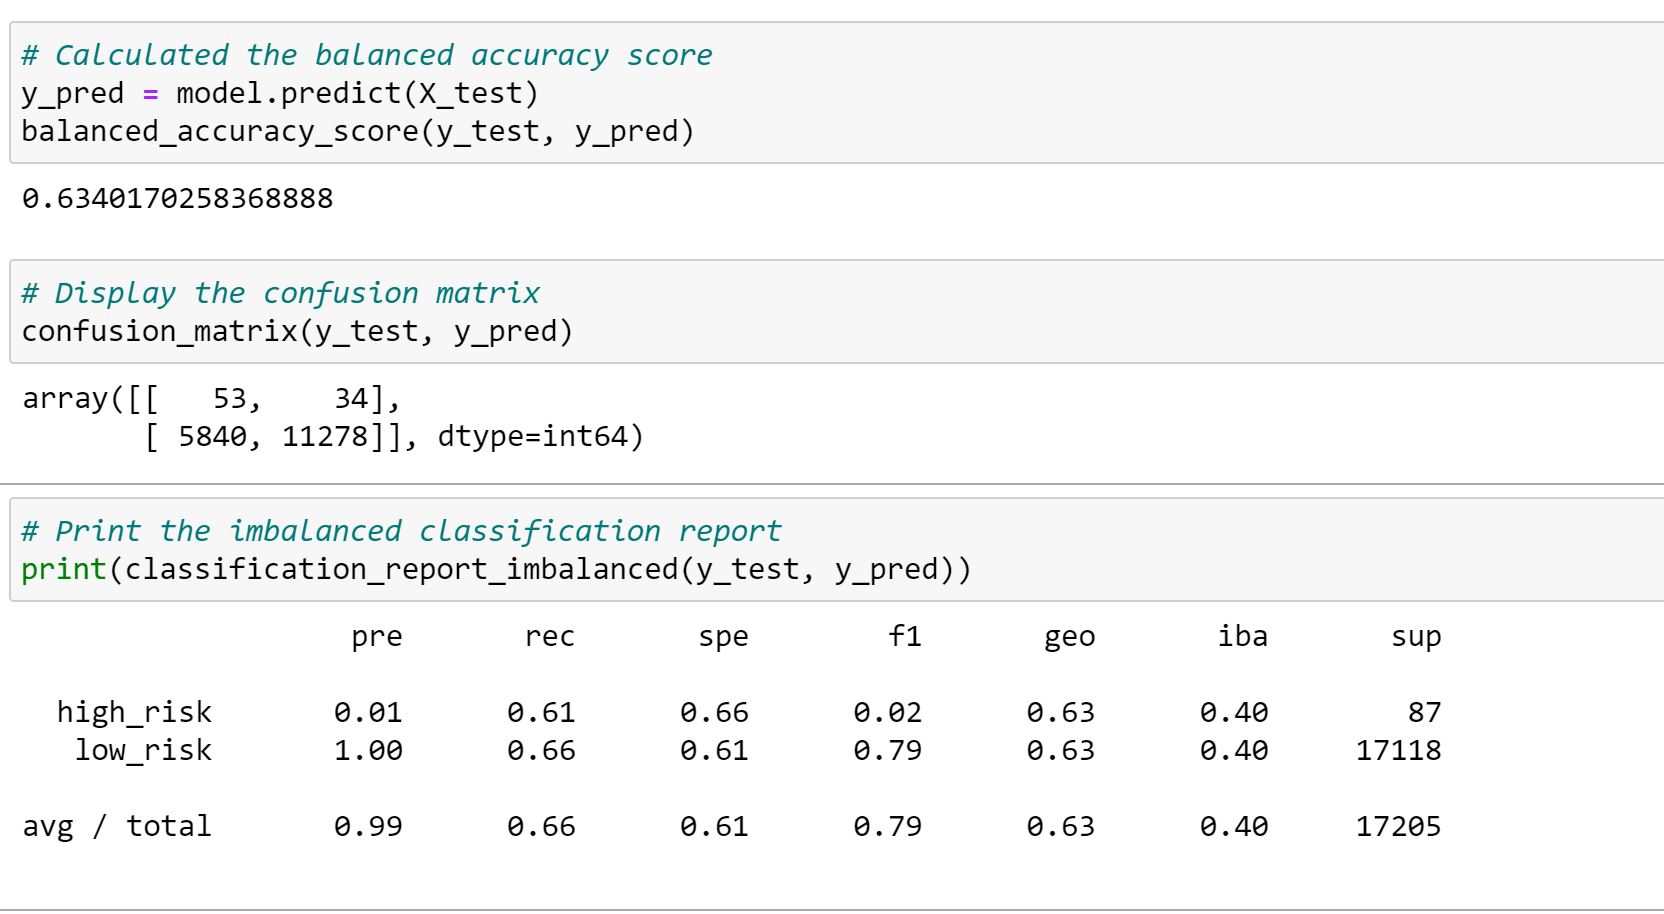 # Calculated the balanced accuracy score
y_pred = model.predict(X_test)
balanced_accuracy_score(y_test, y_pred)
0.6340170258368888
# Display the confusion matrix
confusion_matrix(y_test, y_pred)
array([[   53,    34],
       [ 5840, 11278]], dtype=int64)
# Print the imbalanced classification report
print(classification_report_imbalanced(y_test, y_pred))
                   pre       rec       spe        f1       geo       iba       sup
  high_risk       0.01      0.61      0.66      0.02      0.63      0.40        87
   low_risk       1.00      0.66      0.61      0.79      0.63      0.40     17118
avg / total       0.99      0.66      0.61      0.79      0.63      0.40     17205